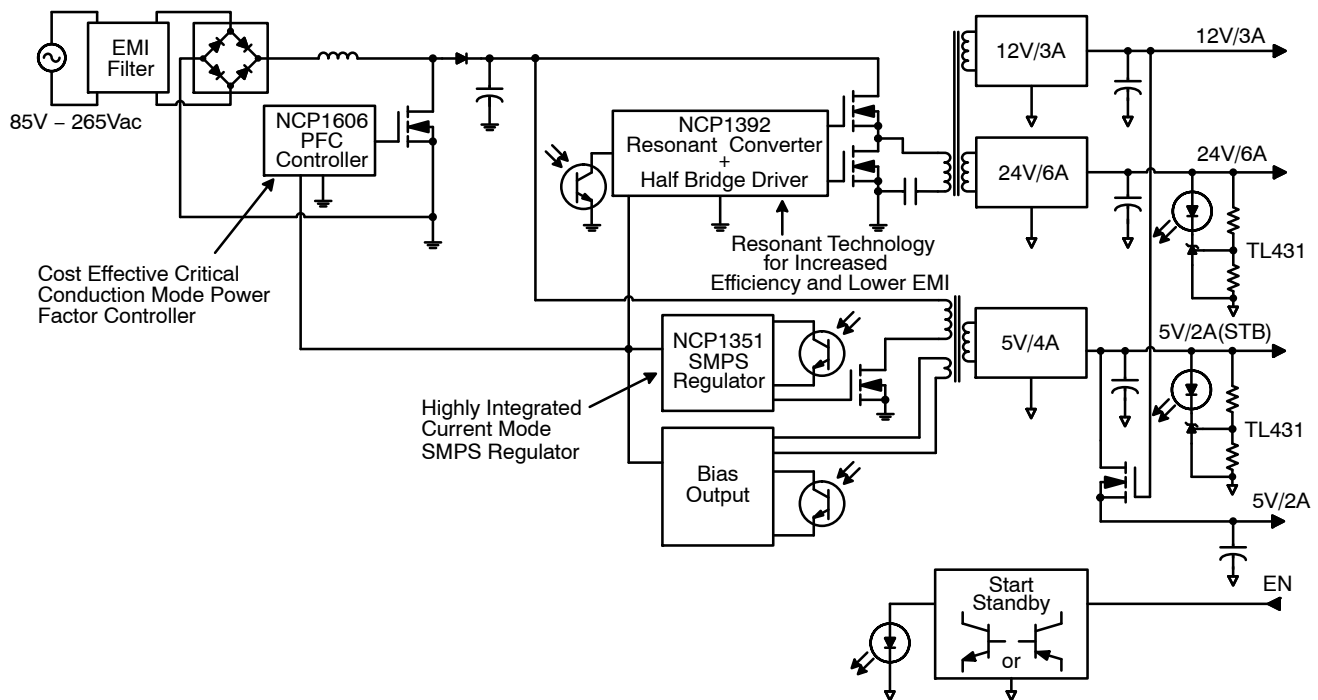 EMI
Filter
85V – 265Vac
NCP1606
PFC
Controller
Cost Effective Critical
Conduction Mode Power
Factor Controller
NCP1392
Resonant Converter
+
Half Bridge Driver
Resonant Technology
for Increased
Efficiency and Lower EMI
12V/3A
12V/3A
24V/6A
24V/6A
TL431
NCP1351
SMPS
Regulator
Highly Integrated
Current Mode
SMPS Regulator
5V/4A
5V/2A(STB)
TL431
Bias
Output
5V/2A
Start
Standby
or
EN